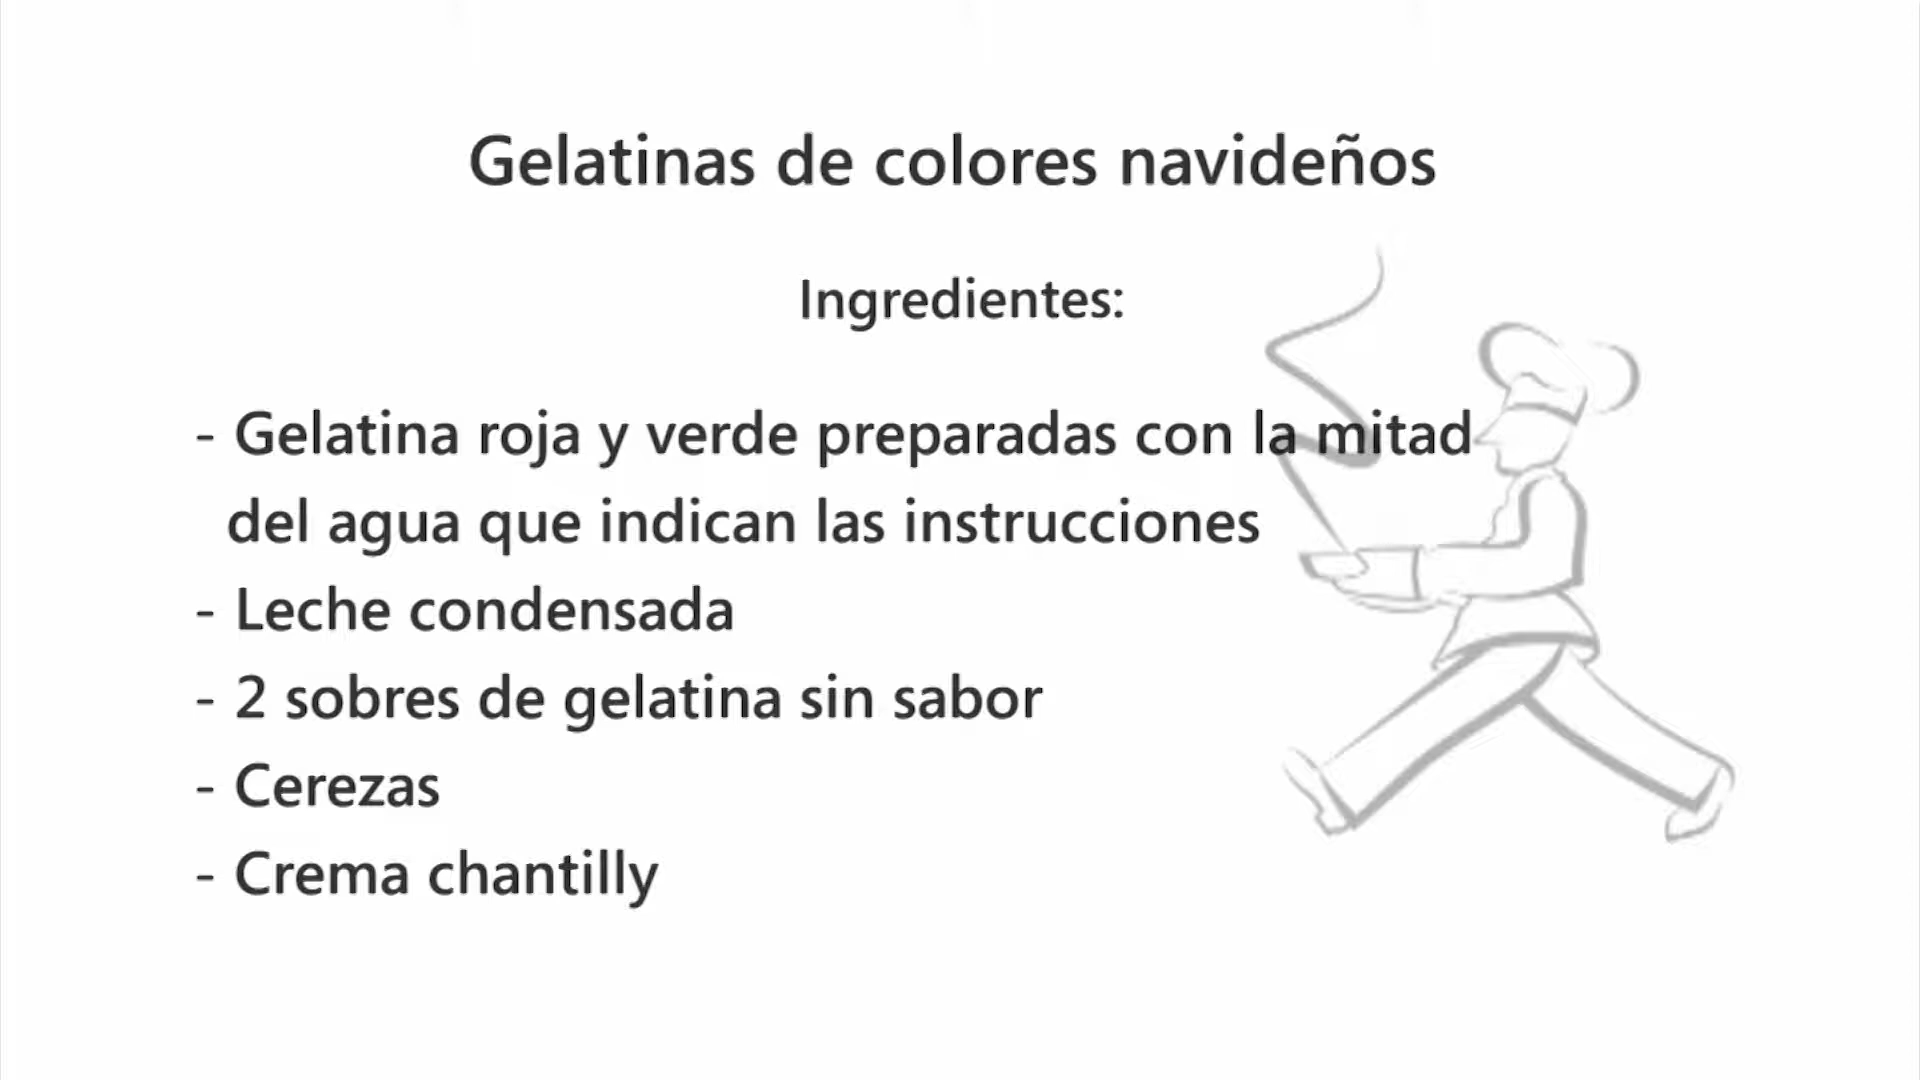 Gelatinas de colores navideños
Ingredientes:
- Gelatina roja y verde preparadas con la mitad
del agua que indican las instrucciones
- Leche condensada
- 2 sobres de gelatina sin sabor
- Cerezas
- Crema chantilly